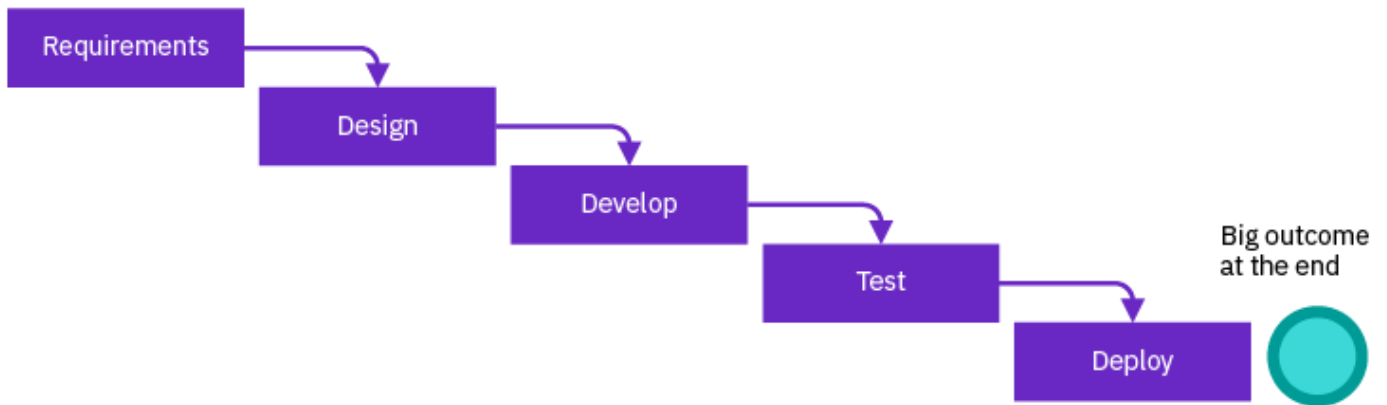 Requirements
Design
Develop
Test
Deploy
Big outcome
at the end